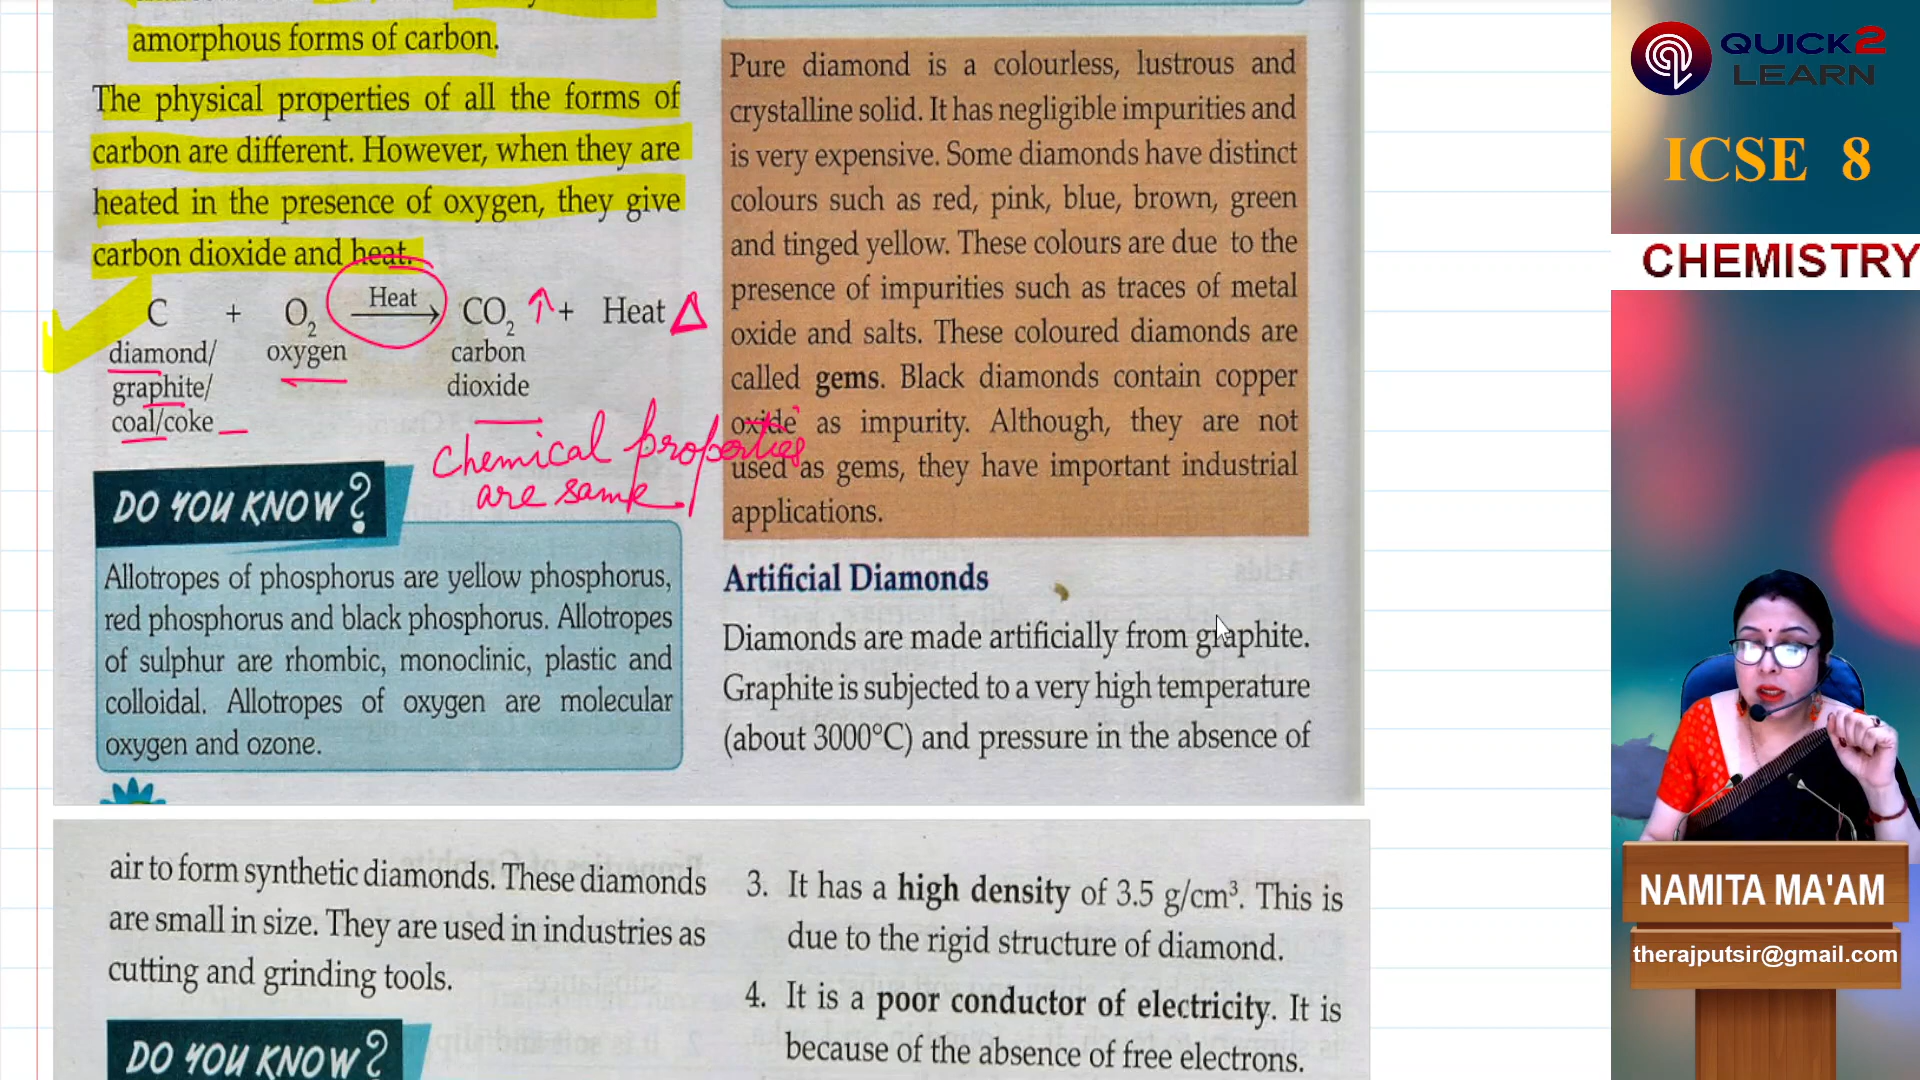 amorphous forms of carbon.
The physical properties of all the forms of
carbon are different. However, when they are
heated in the presence of oxygen, they give
carbon dioxide and heat.
C + O2 Heat → CO2 ↑ + Heat Δ
diamond/ oxygen carbon
graphite/ dioxide
coal/coke
Chemical properties
are same
DO YOU KNOW?
Allotropes of phosphorus are yellow phosphorus,
red phosphorus and black phosphorus. Allotropes
of sulphur are rhombic, monoclinic, plastic and
colloidal. Allotropes of oxygen are molecular
oxygen and ozone.
Pure diamond is a colourless, lustrous and
crystalline solid. It has negligible impurities and
is very expensive. Some diamonds have distinct
colours such as red, pink, blue, brown, green
and tinged yellow. These colours are due to the
presence of impurities such as traces of metal
oxide and salts. These coloured diamonds are
called gems. Black diamonds contain copper
oxide as impurity. Although, they are not
used as gems, they have important industrial
applications.
Artificial Diamonds
Diamonds are made artificially from graphite.
Graphite is subjected to a very high temperature
(about 3000°C) and pressure in the absence of
air to form synthetic diamonds. These diamonds
are small in size. They are used in industries as
cutting and grinding tools.
DO YOU KNOW?
3. It has a high density of 3.5 g/cm³. This is
due to the rigid structure of diamond.
4. It is a poor conductor of electricity. It is
because of the absence of free electrons.
QUICK2
LEARN
ICSE 8
CHEMISTRY
NAMITA MA'AM
therajputsir@gmail.com